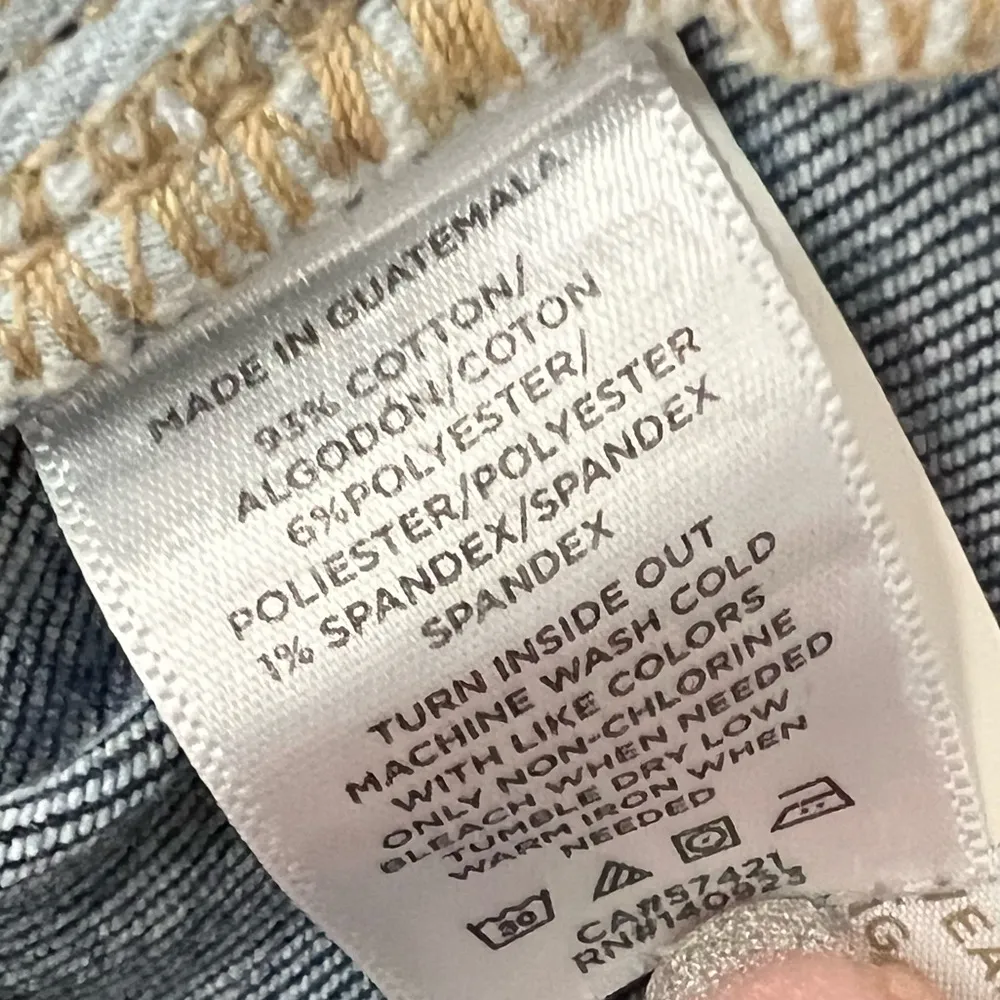 MADE IN GUATEMALA
93% COTTON/
ALGODÓN/COTON
6%POLYESTER/
POLIESTER/POLYESTER
1% SPANDEX/SPANDEX
SPANDEX
TURN INSIDE OUT
MACHINE WASH COLD
WITH LIKE COLORS
ONLY NON-CHLORINE
BLEACH WHEN NEEDED
TUMBLE DRY LOW
WARM IRON WHEN
NEEDED
30
CA#57421
RN#140923